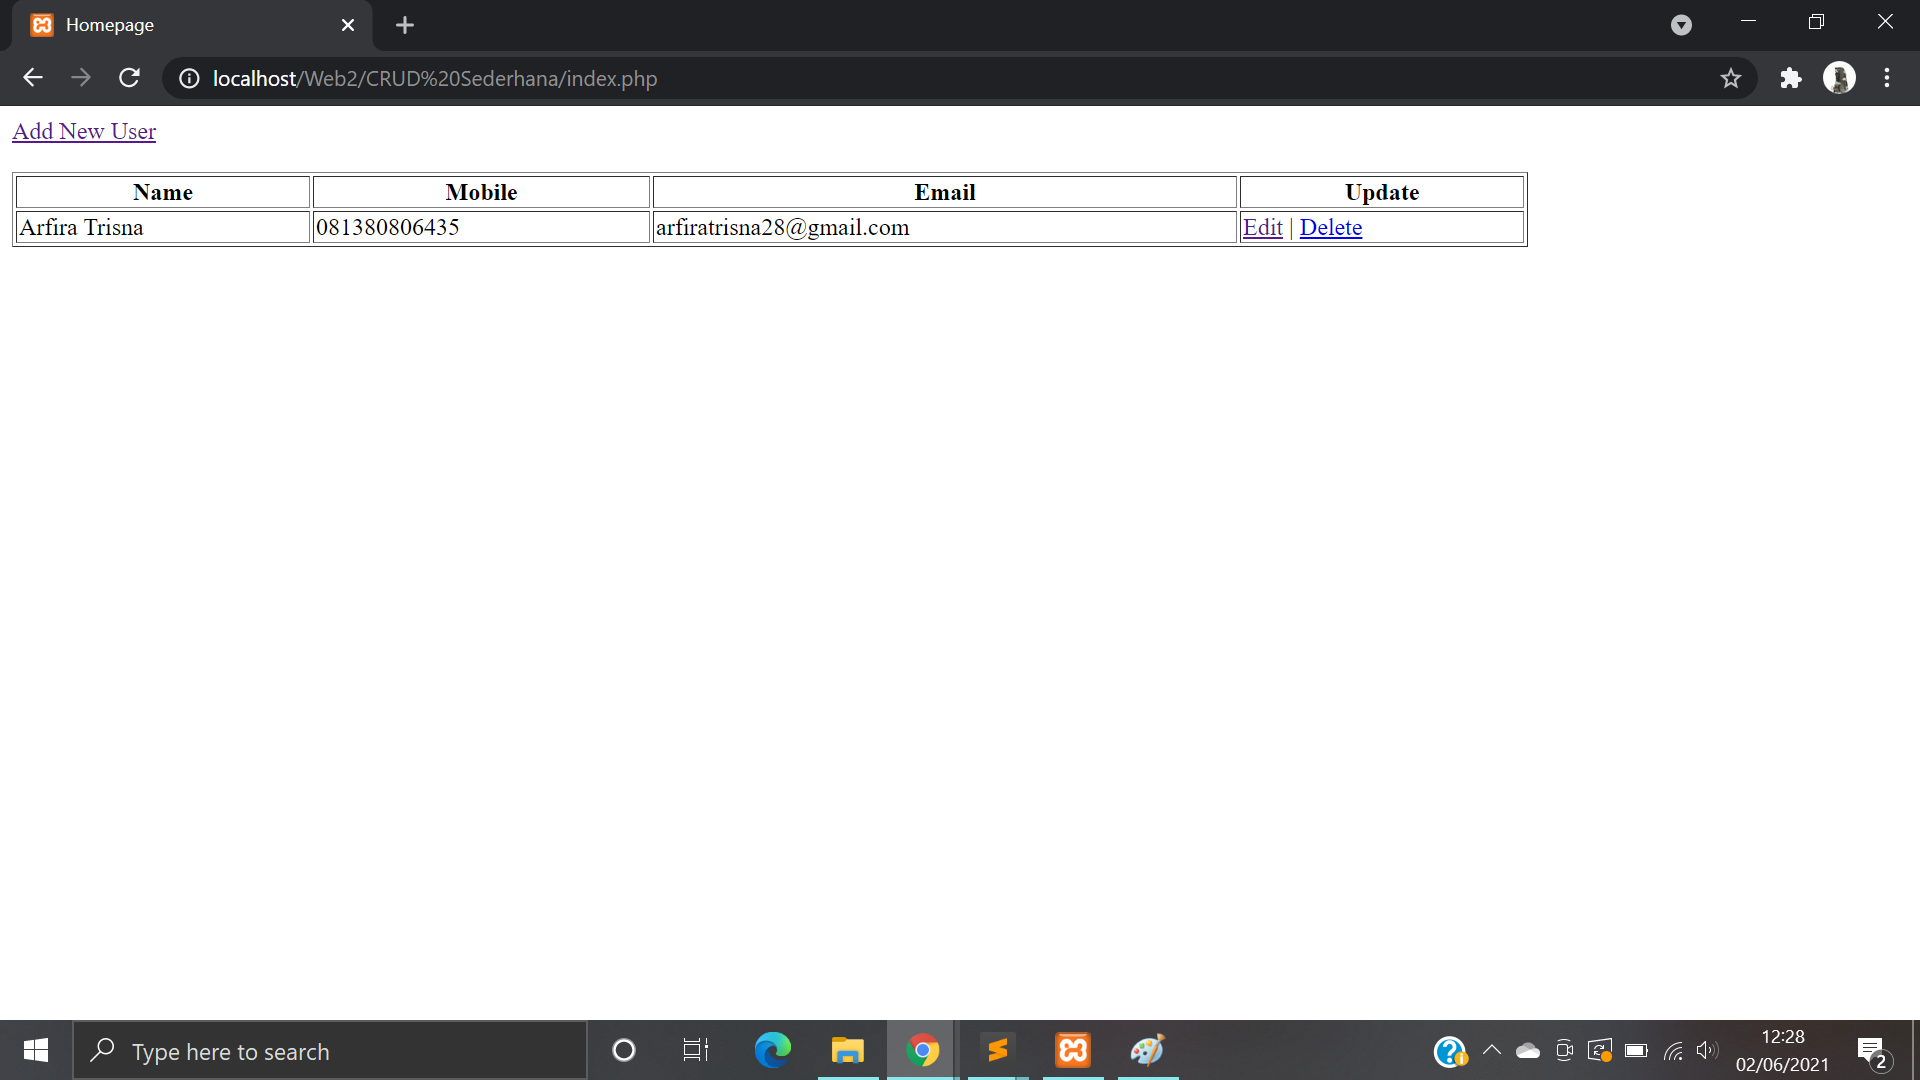 Homepage
localhost/Web2/CRUD%20Sederhana/index.php
Add New User
Name Mobile Email Update
Arfira Trisna 081380806435 arfiratrisna28@gmail.com Edit | Delete
Type here to search
12:28
02/06/2021
2